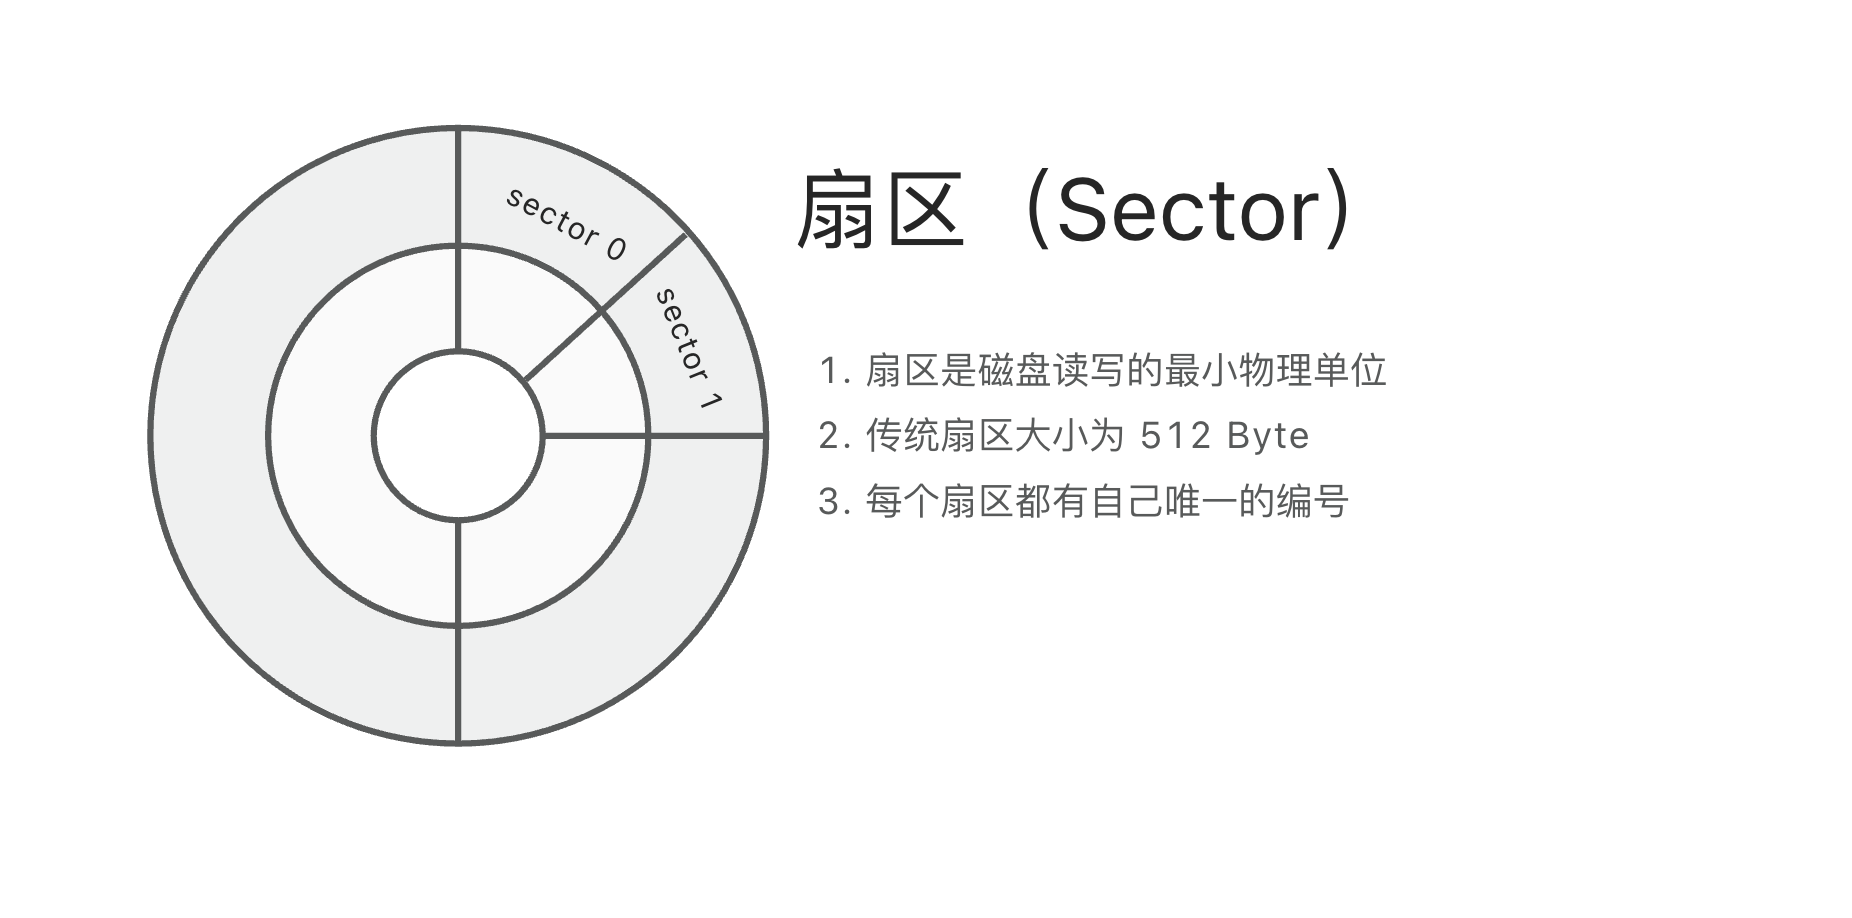 sector 0
sector 1
扇区（Sector）
1. 扇区是磁盘读写的最小物理单位
2. 传统扇区大小为 512 Byte
3. 每个扇区都有自己唯一的编号